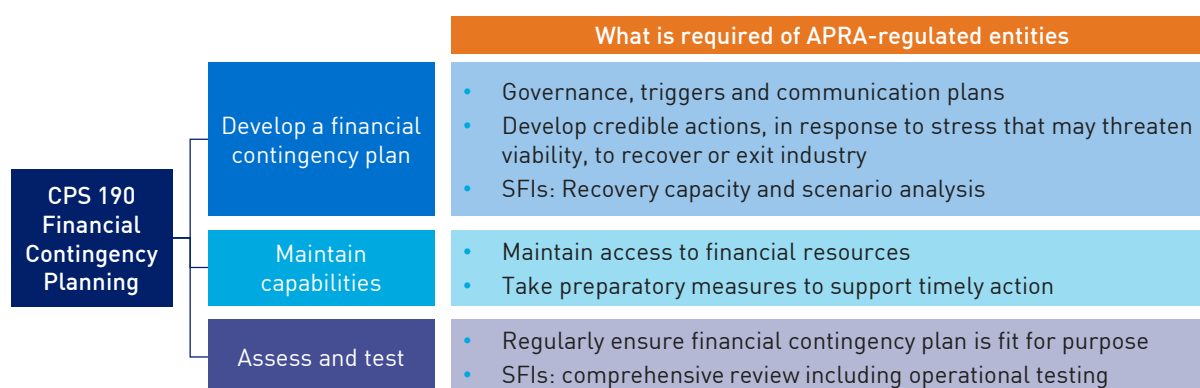 What is required of APRA-regulated entities
CPS 190
Financial
Contingency
Planning
Develop a financial
contingency plan
• Governance, triggers and communication plans
• Develop credible actions, in response to stress that may threaten
viability, to recover or exit industry
• SFIs: Recovery capacity and scenario analysis
Maintain
capabilities
• Maintain access to financial resources
• Take preparatory measures to support timely action
Assess and test
• Regularly ensure financial contingency plan is fit for purpose
• SFIs: comprehensive review including operational testing